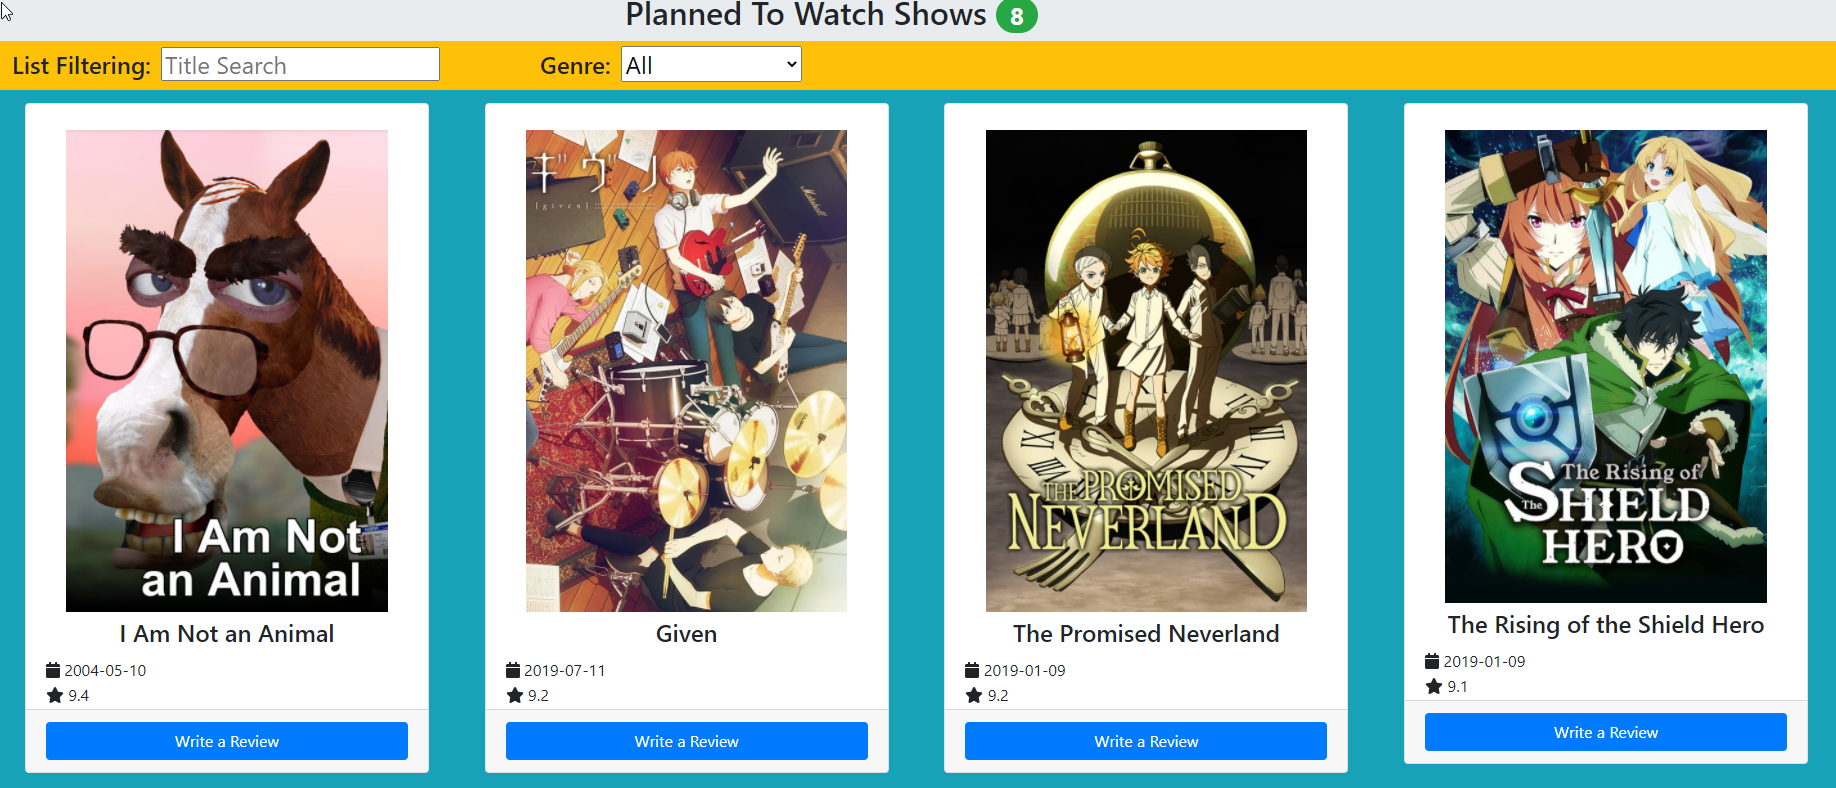 Planned To Watch Shows 8
List Filtering: Title Search Genre: All
I Am Not
an Animal
I Am Not an Animal
2004-05-10
9.4
Write a Review
ギヴン
[given]
Marshall
Given
2019-07-11
9.2
Write a Review
THE PROMISED
NEVERLAND
The Promised Neverland
2019-01-09
9.2
Write a Review
The Rising of
The SHIELD
HERO
The Rising of the Shield Hero
2019-01-09
9.1
Write a Review